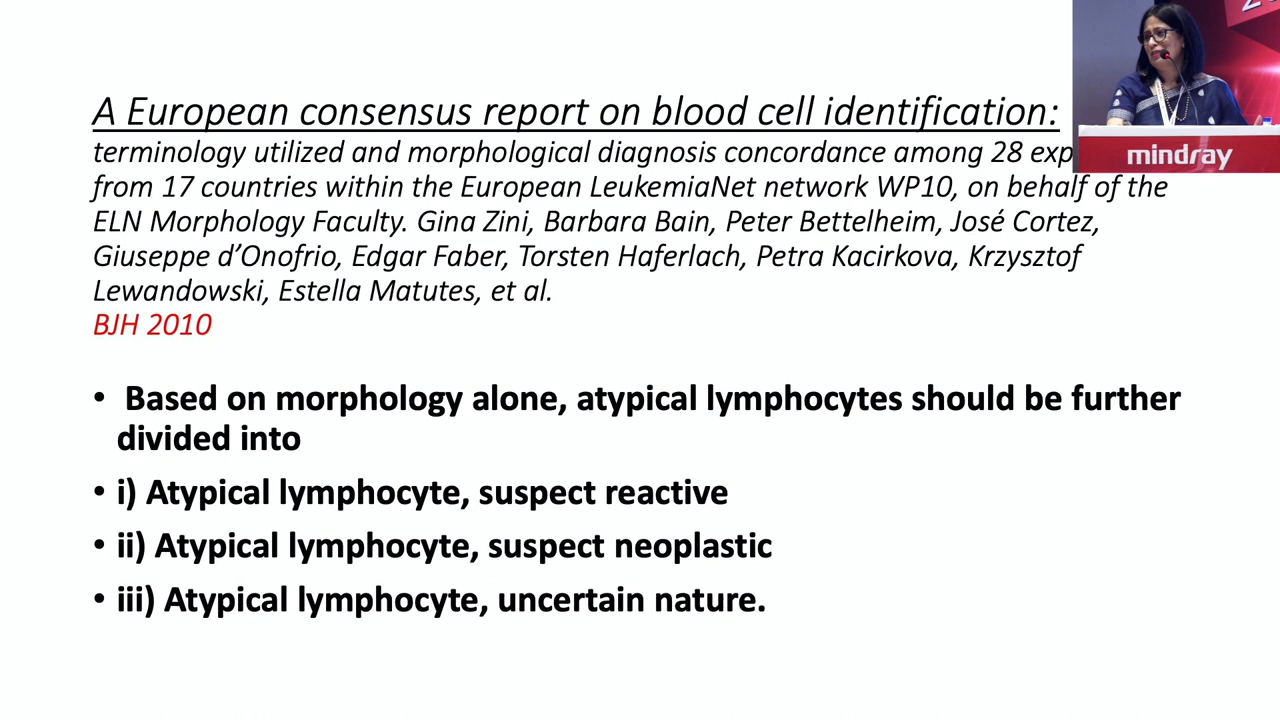 A European consensus report on blood cell identification:
terminology utilized and morphological diagnosis concordance among 28
from 17 countries within the European LeukemiaNet network WP10, on behalf of the
ELN Morphology Faculty. Gina Zini, Barbara Bain, Peter Bettelheim, José Cortez,
Giuseppe d’Onofrio, Edgar Faber, Torsten Haferlach, Petra Kacirkova, Krzysztof
Lewandowski, Estella Matutes, et al.
BJH 2010
• Based on morphology alone, atypical lymphocytes should be further
divided into
• i) Atypical lymphocyte, suspect reactive
• ii) Atypical lymphocyte, suspect neoplastic
• iii) Atypical lymphocyte, uncertain nature.
mindray